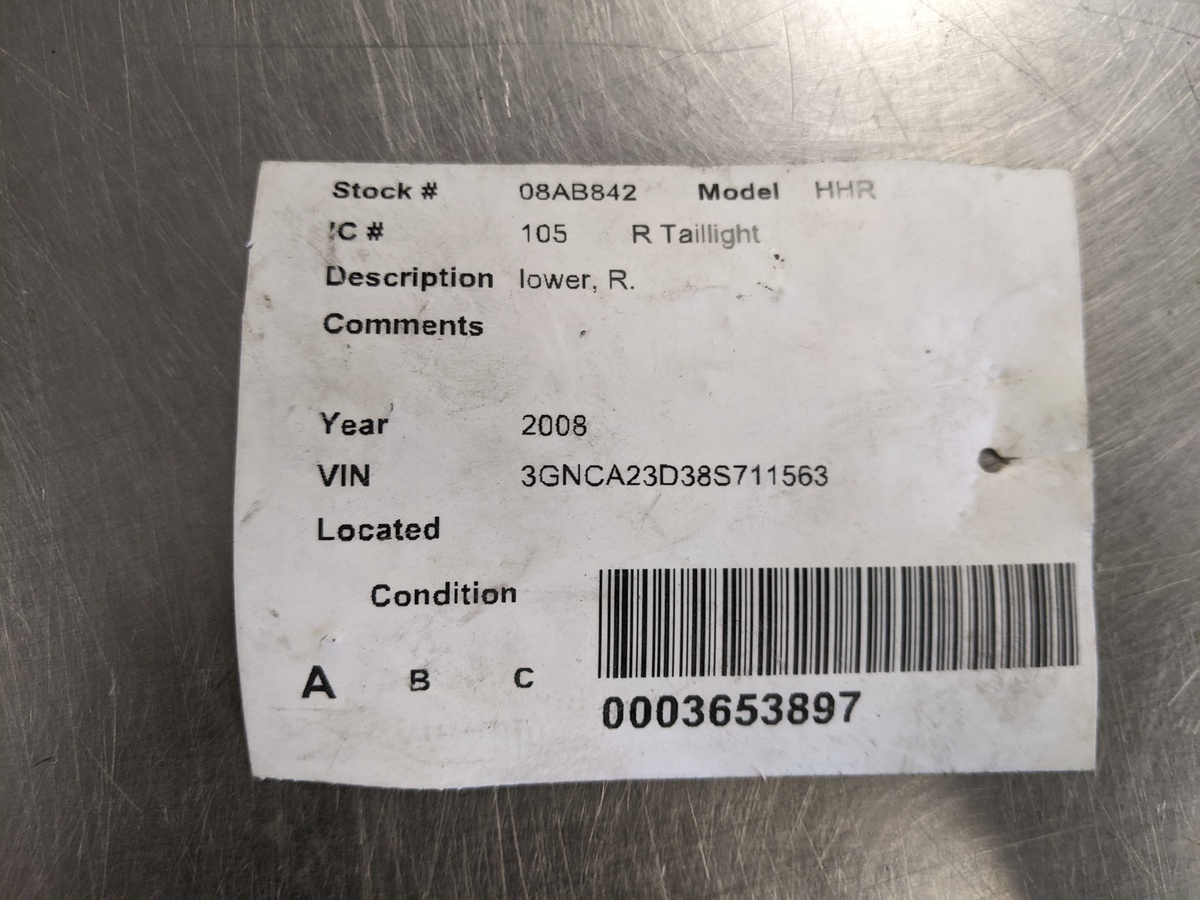 Stock # 08AB842 Model HHR
IC # 105 R Taillight
Description lower, R.
Comments
Year 2008
VIN 3GNCA23D38S711563
Located
Condition
A B C
0003653897